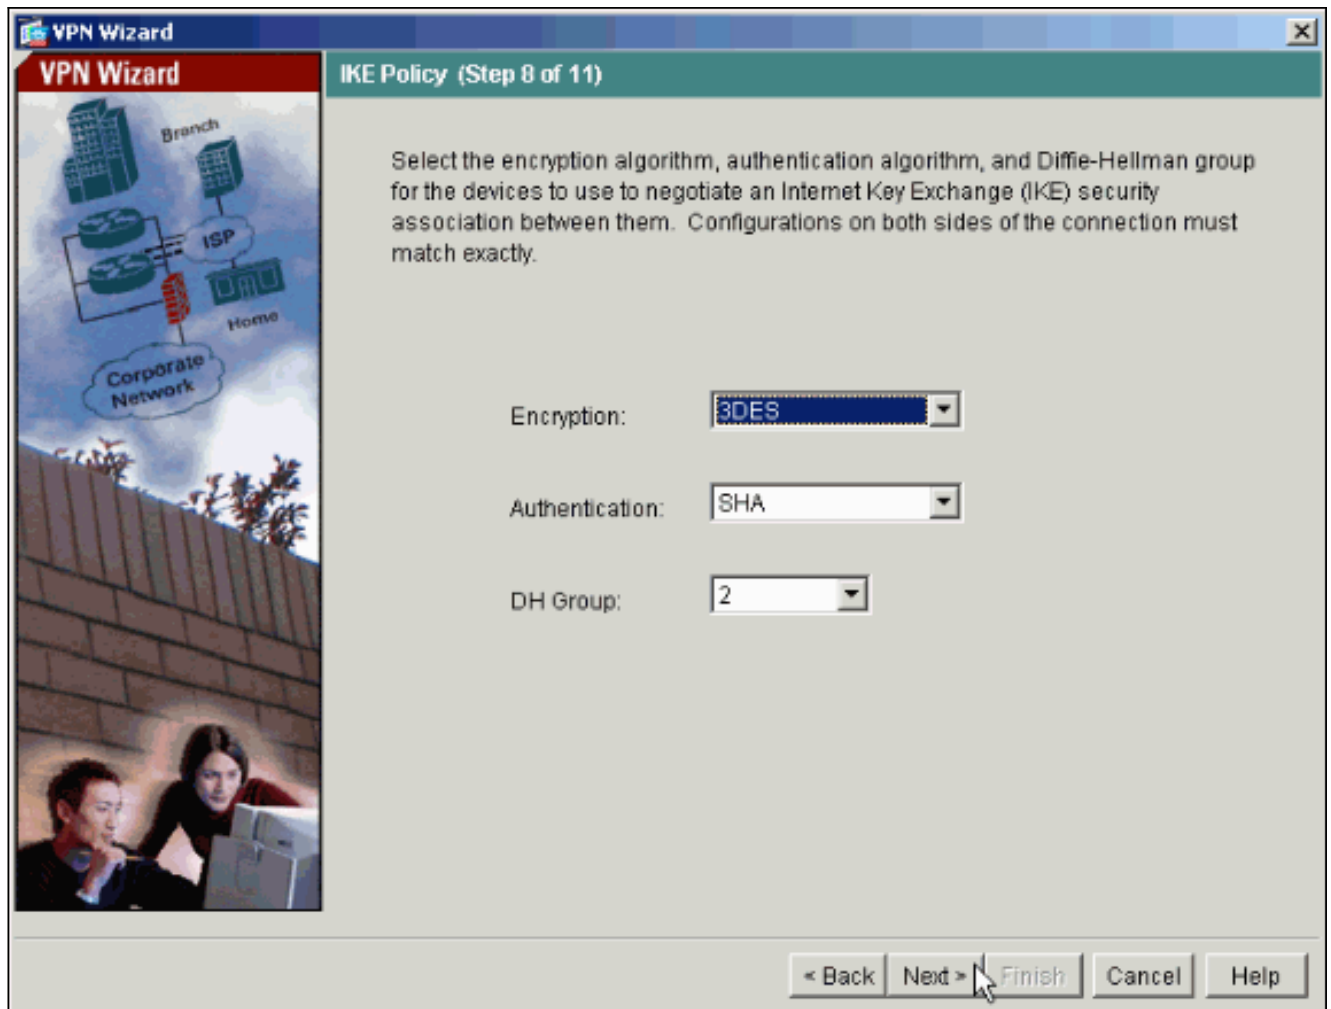 VPN Wizard
VPN Wizard
IKE Policy (Step 8 of 11)
Branch
ISP
Home
Corporate
Network
Select the encryption algorithm, authentication algorithm, and Diffie-Hellman group
for the devices to use to negotiate an Internet Key Exchange (IKE) security
association between them. Configurations on both sides of the connection must
match exactly.
Encryption: 3DES
Authentication: SHA
DH Group: 2
< Back Next > Finish Cancel Help